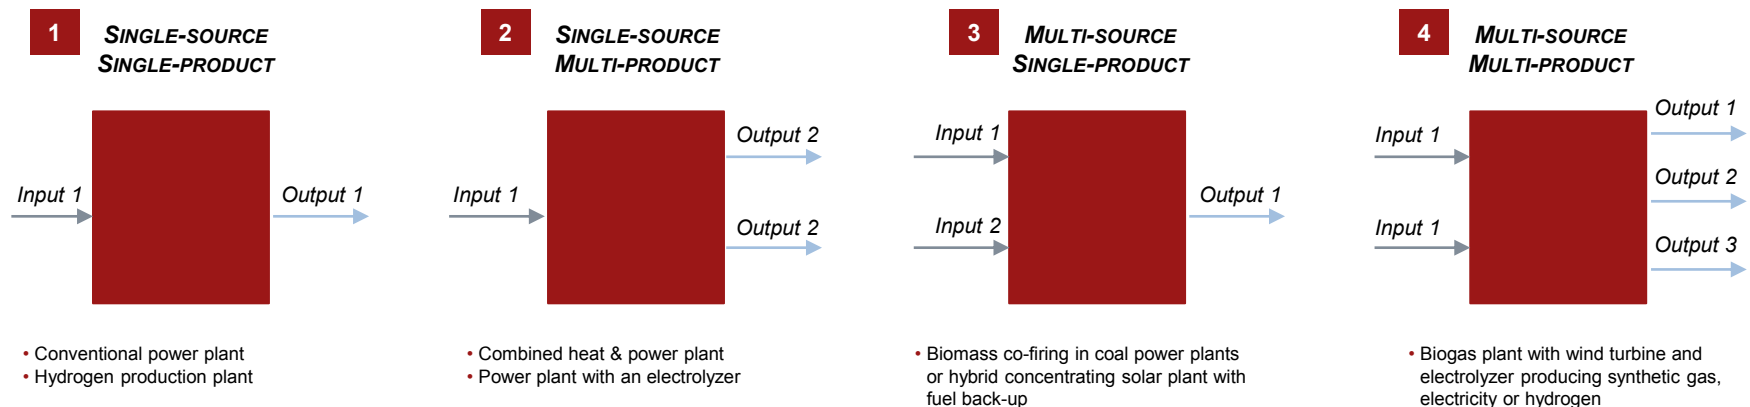 1
SINGLE-SOURCE
SINGLE-PRODUCT
Input 1
Output 1
• Conventional power plant
• Hydrogen production plant
2
SINGLE-SOURCE
MULTI-PRODUCT
Input 1
Output 2
Output 2
• Combined heat & power plant
• Power plant with an electrolyzer
3
MULTI-SOURCE
SINGLE-PRODUCT
Input 1
Input 2
Output 1
• Biomass co-firing in coal power plants
or hybrid concentrating solar plant with
fuel back-up
4
MULTI-SOURCE
MULTI-PRODUCT
Input 1
Input 1
Output 1
Output 2
Output 3
• Biogas plant with wind turbine and
electrolyzer producing synthetic gas,
electricity or hydrogen